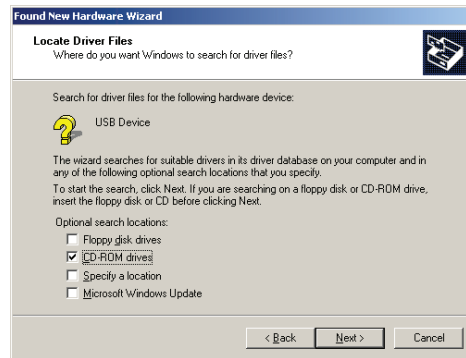 Found New Hardware Wizard
Locate Driver Files
Where do you want Windows to search for driver files?
Search for driver files for the following hardware device:
USB Device
The wizard searches for suitable drivers in its driver database on your computer and in
any of the following optional search locations that you specify.
To start the search, click Next. If you are searching on a floppy disk or CD-ROM drive,
insert the floppy disk or CD before clicking Next.
Optional search locations:
Floppy disk drives
CD-ROM drives
Specify a location
Microsoft Windows Update
< Back Next > Cancel